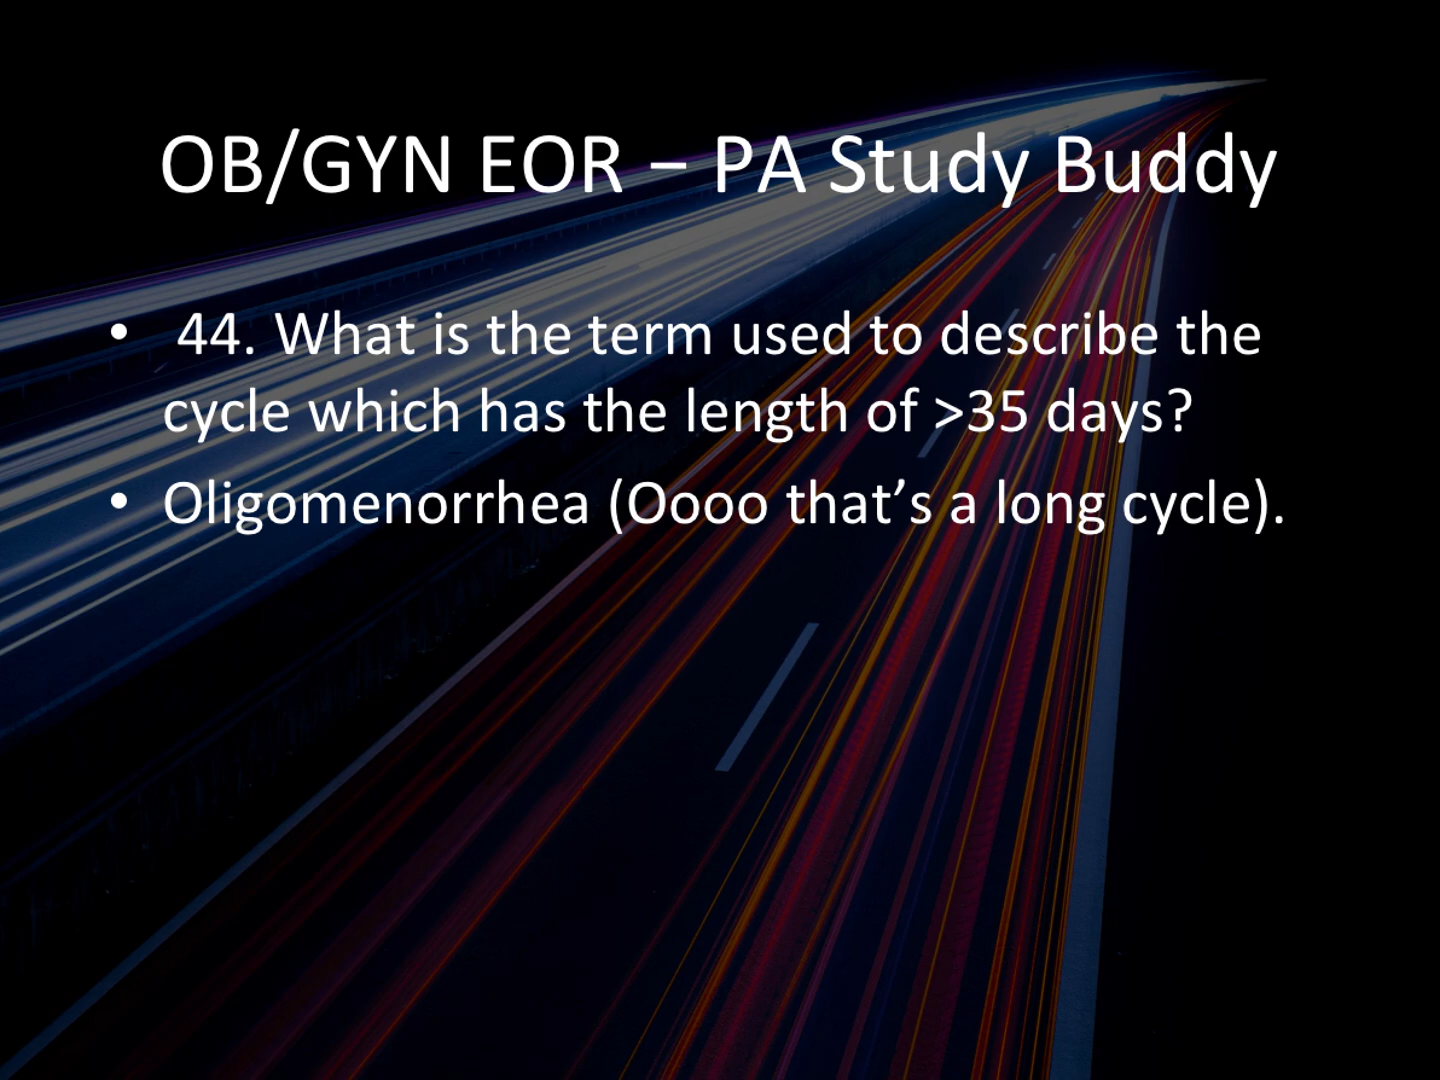 OB/GYN EOR – PA Study Buddy
• 44. What is the term used to describe the
cycle which has the length of >35 days?
• Oligomenorrhea (Oooo that’s a long cycle).